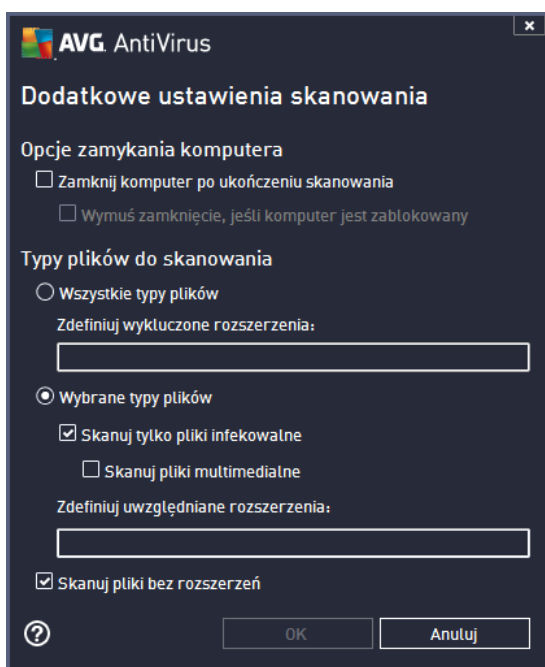 AVG. AntiVirus
Dodatkowe ustawienia skanowania
Opcje zamykania komputera
Zamknij komputer po ukończeniu skanowania
Wymuś zamknięcie, jeśli komputer jest zablokowany
Typy plików do skanowania
Wszystkie typy plików
Zdefiniuj wykluczone rozszerzenia:
Wybrane typy plików
Skanuj tylko pliki infekowalne
Skanuj pliki multimedialne
Zdefiniuj uwzględniane rozszerzenia:
Skanuj pliki bez rozszerzeń
? OK Anuluj